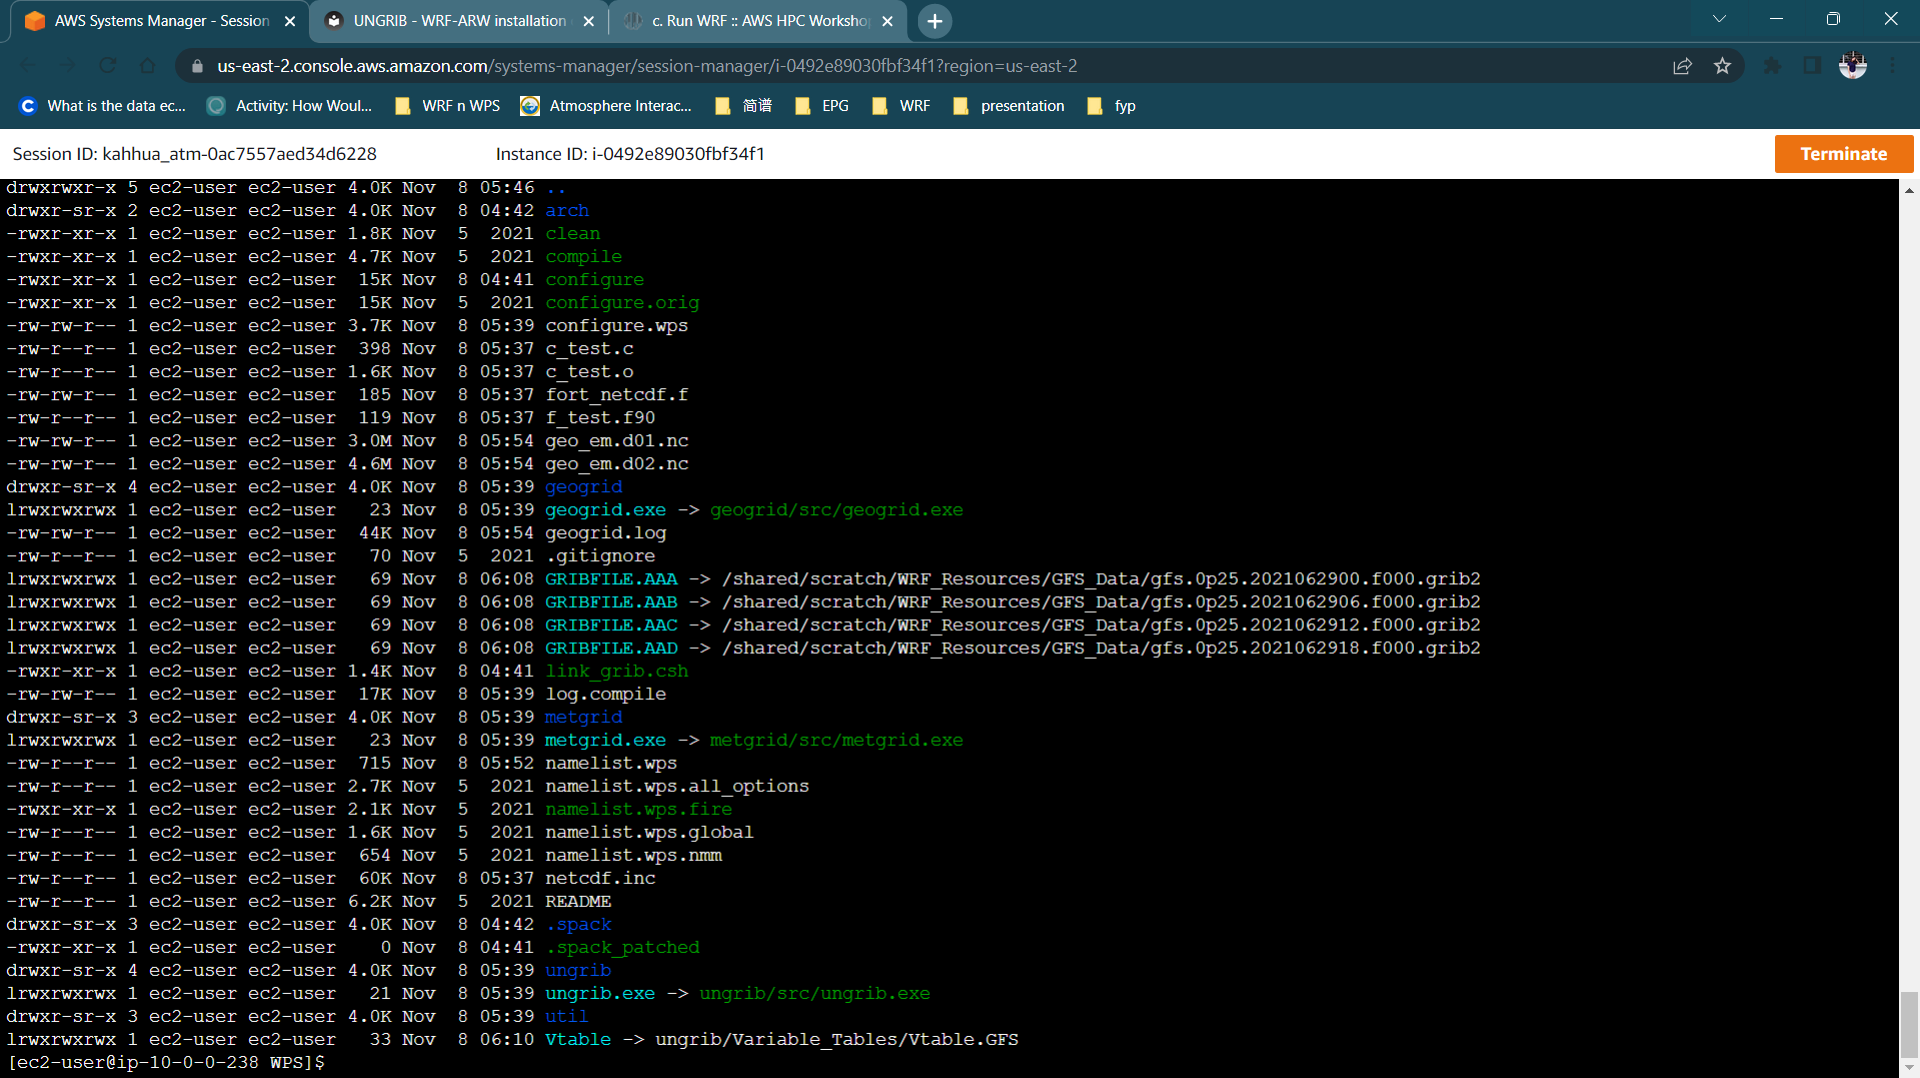 AWS Systems Manager - Session
UNGRIB - WRF-ARW installation
c. Run WRF :: AWS HPC Workshop
us-east-2.console.aws.amazon.com/systems-manager/session-manager/i-0492e89030fbf34f1?region=us-east-2
What is the data ec... Activity: How Woul... WRF n WPS Atmosphere Interac... 简谱 EPG WRF presentation fyp
Session ID: kahhua_atm-0ac7557aed34d6228 Instance ID: i-0492e89030fbf34f1 Terminate
drwxrwxr-x 5 ec2-user ec2-user 4.0K Nov  8 05:46 ..
drwxr-sr-x 2 ec2-user ec2-user 4.0K Nov  8 04:42 arch
-rwxr-xr-x 1 ec2-user ec2-user 1.8K Nov  5  2021 clean
-rwxr-xr-x 1 ec2-user ec2-user 4.7K Nov  5  2021 compile
-rwxr-xr-x 1 ec2-user ec2-user  15K Nov  8 04:41 configure
-rwxr-xr-x 1 ec2-user ec2-user  15K Nov  5  2021 configure.orig
-rw-rw-r-- 1 ec2-user ec2-user 3.7K Nov  8 05:39 configure.wps
-rw-r--r-- 1 ec2-user ec2-user  398 Nov  8 05:37 c_test.c
-rw-r--r-- 1 ec2-user ec2-user 1.6K Nov  8 05:37 c_test.o
-rw-rw-r-- 1 ec2-user ec2-user  185 Nov  8 05:37 fort_netcdf.f
-rw-r--r-- 1 ec2-user ec2-user  119 Nov  8 05:37 f_test.f90
-rw-rw-r-- 1 ec2-user ec2-user 3.0M Nov  8 05:54 geo_em.d01.nc
-rw-rw-r-- 1 ec2-user ec2-user 4.6M Nov  8 05:54 geo_em.d02.nc
drwxr-sr-x 4 ec2-user ec2-user 4.0K Nov  8 05:39 geogrid
lrwxrwxrwx 1 ec2-user ec2-user   23 Nov  8 05:39 geogrid.exe -> geogrid/src/geogrid.exe
-rw-rw-r-- 1 ec2-user ec2-user  44K Nov  8 05:54 geogrid.log
-rw-r--r-- 1 ec2-user ec2-user   70 Nov  5  2021 .gitignore
lrwxrwxrwx 1 ec2-user ec2-user   69 Nov  8 06:08 GRIBFILE.AAA -> /shared/scratch/WRF_Resources/GFS_Data/gfs.0p25.2021062900.f000.grib2
lrwxrwxrwx 1 ec2-user ec2-user   69 Nov  8 06:08 GRIBFILE.AAB -> /shared/scratch/WRF_Resources/GFS_Data/gfs.0p25.2021062906.f000.grib2
lrwxrwxrwx 1 ec2-user ec2-user   69 Nov  8 06:08 GRIBFILE.AAC -> /shared/scratch/WRF_Resources/GFS_Data/gfs.0p25.2021062912.f000.grib2
lrwxrwxrwx 1 ec2-user ec2-user   69 Nov  8 06:08 GRIBFILE.AAD -> /shared/scratch/WRF_Resources/GFS_Data/gfs.0p25.2021062918.f000.grib2
-rwxr-xr-x 1 ec2-user ec2-user 1.4K Nov  8 04:41 link_grib.csh
-rw-rw-r-- 1 ec2-user ec2-user  17K Nov  8 05:39 log.compile
drwxr-sr-x 3 ec2-user ec2-user 4.0K Nov  8 05:39 metgrid
lrwxrwxrwx 1 ec2-user ec2-user   23 Nov  8 05:39 metgrid.exe -> metgrid/src/metgrid.exe
-rw-r--r-- 1 ec2-user ec2-user  715 Nov  8 05:52 namelist.wps
-rw-r--r-- 1 ec2-user ec2-user 2.7K Nov  5  2021 namelist.wps.all_options
-rwxr-xr-x 1 ec2-user ec2-user 2.1K Nov  5  2021 namelist.wps.fire
-rw-r--r-- 1 ec2-user ec2-user 1.6K Nov  5  2021 namelist.wps.global
-rw-r--r-- 1 ec2-user ec2-user  654 Nov  5  2021 namelist.wps.nmm
-rw-r--r-- 1 ec2-user ec2-user  60K Nov  8 05:37 netcdf.inc
-rw-r--r-- 1 ec2-user ec2-user 6.2K Nov  5  2021 README
drwxr-sr-x 3 ec2-user ec2-user 4.0K Nov  8 04:42 .spack
-rwxr-xr-x 1 ec2-user ec2-user    0 Nov  8 04:41 .spack_patched
drwxr-sr-x 4 ec2-user ec2-user 4.0K Nov  8 05:39 ungrib
lrwxrwxrwx 1 ec2-user ec2-user   21 Nov  8 05:39 ungrib.exe -> ungrib/src/ungrib.exe
drwxr-sr-x 3 ec2-user ec2-user 4.0K Nov  8 05:39 util
lrwxrwxrwx 1 ec2-user ec2-user   33 Nov  8 06:10 Vtable -> ungrib/Variable_Tables/Vtable.GFS
[ec2-user@ip-10-0-0-238 WPS]$